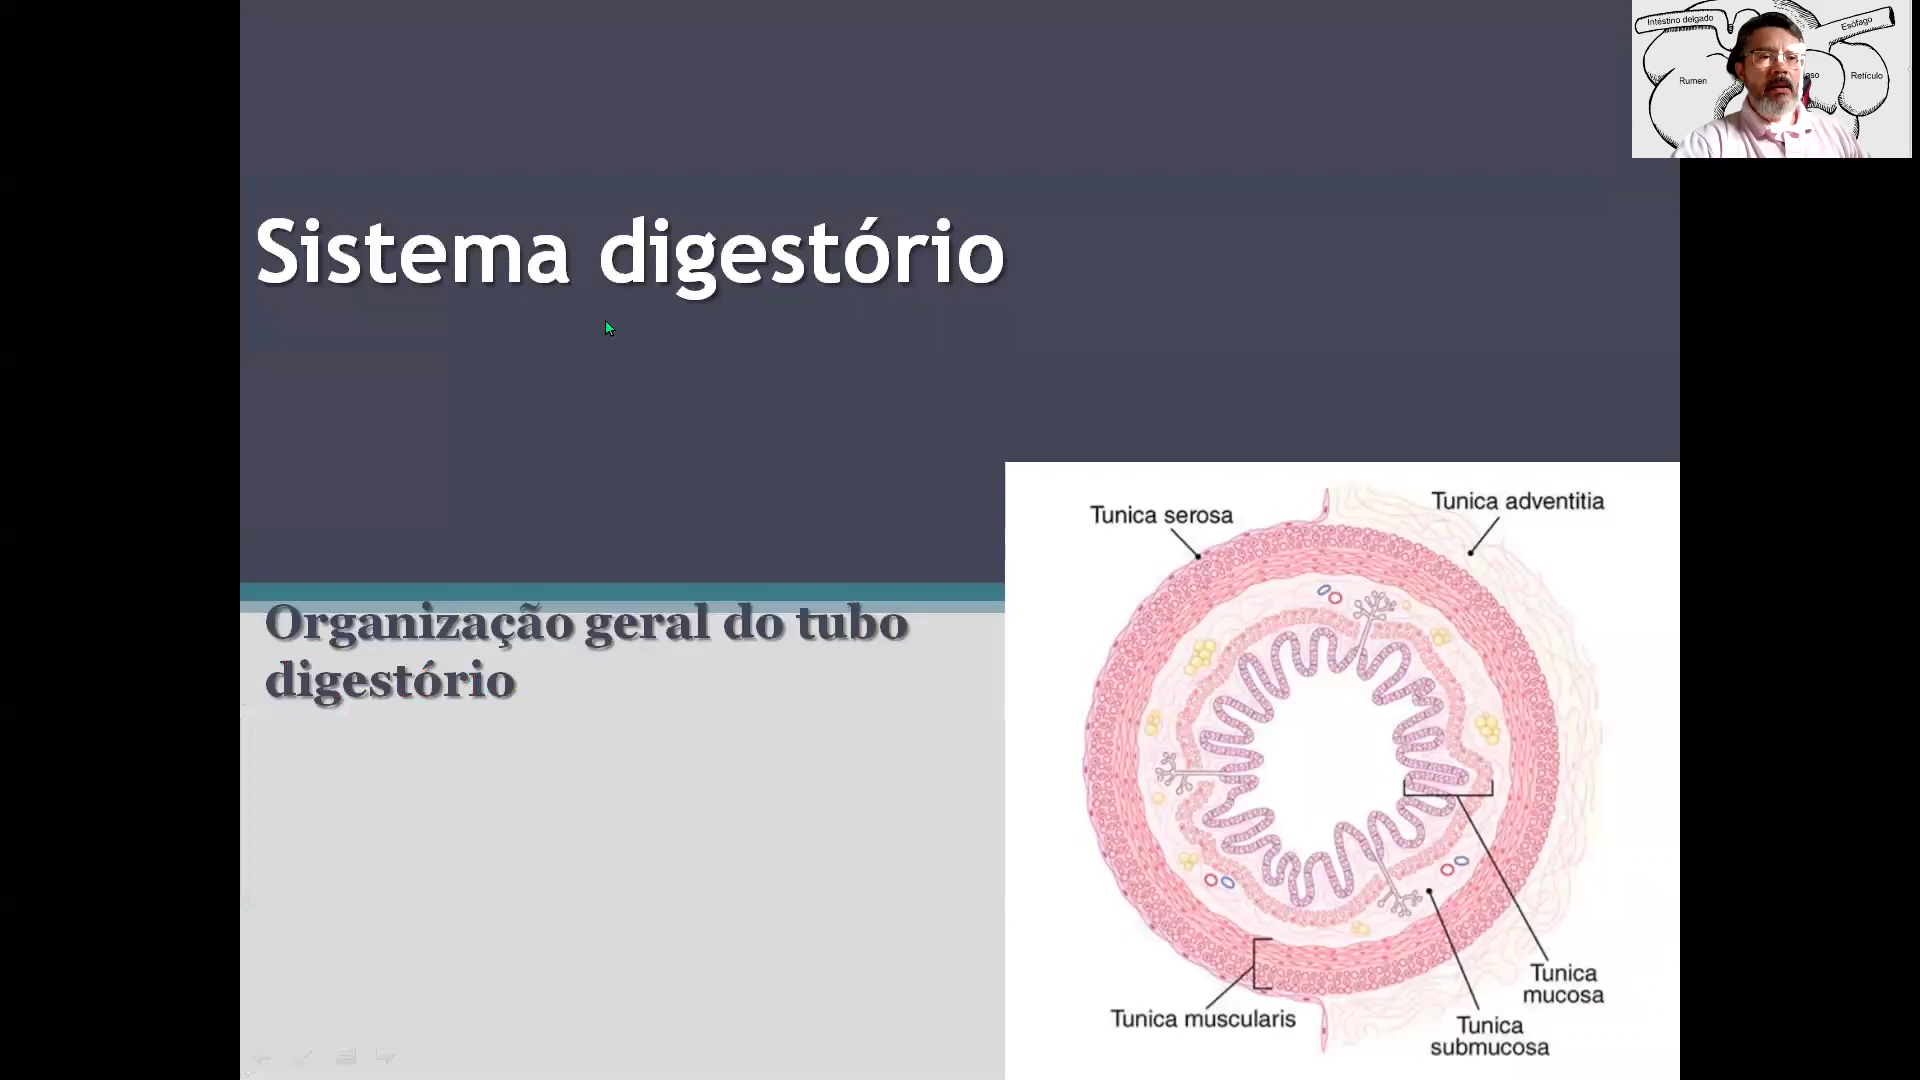 Intestino delgado
Esôfago
Rumen
aso
Retículo
Sistema digestório
Organização geral do tubo
digestório
Tunica serosa
Tunica adventitia
Tunica
mucosa
Tunica muscularis
Tunica
submucosa